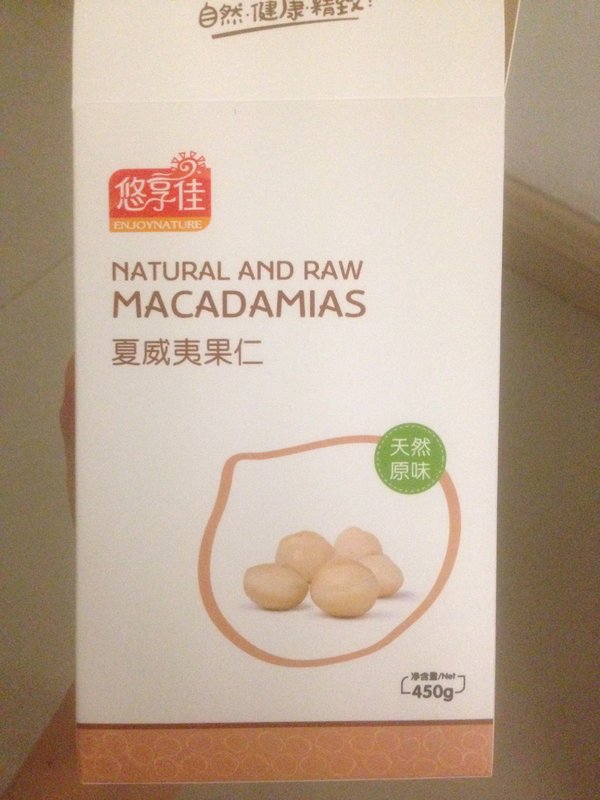 自然·健康·精致!
悠享佳
ENJOYNATURE
NATURAL AND RAW
MACADAMIAS
夏威夷果仁
天然
原味
净含量/Net
450g